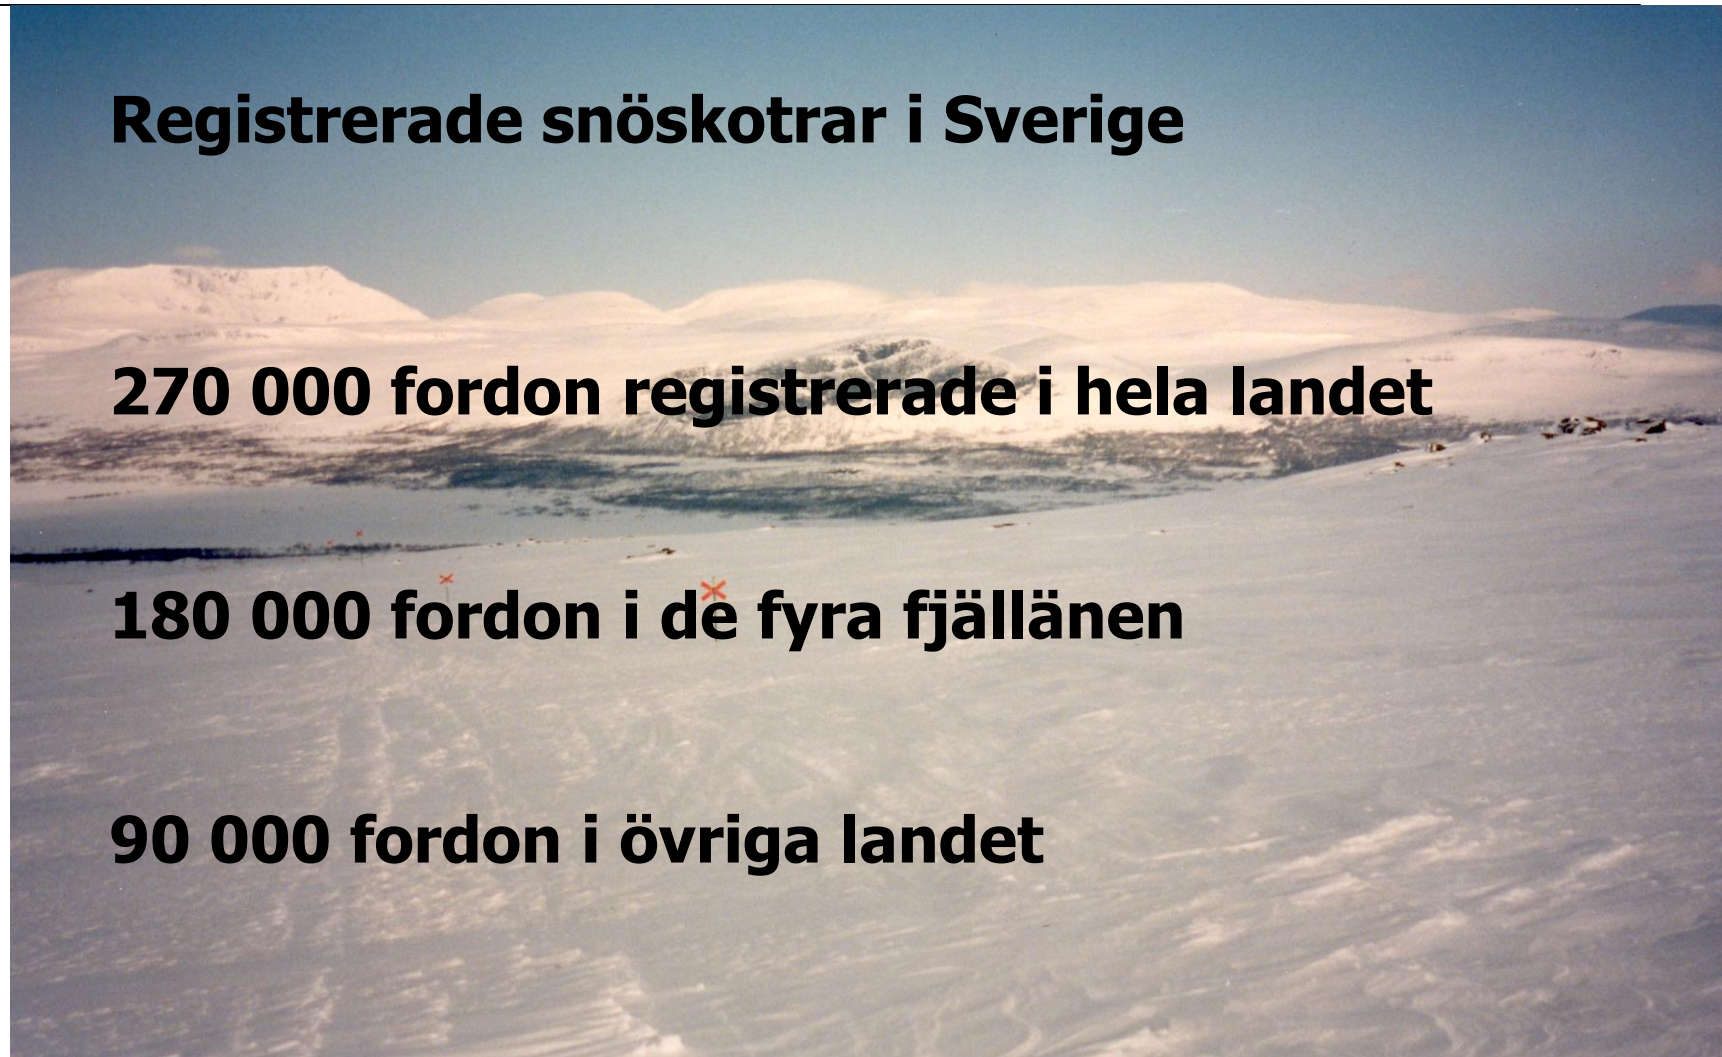 Registrerade snöskotrar i Sverige
270 000 fordon registrerade i hela landet
180 000 fordon i de fyra fjällänen
90 000 fordon i övriga landet